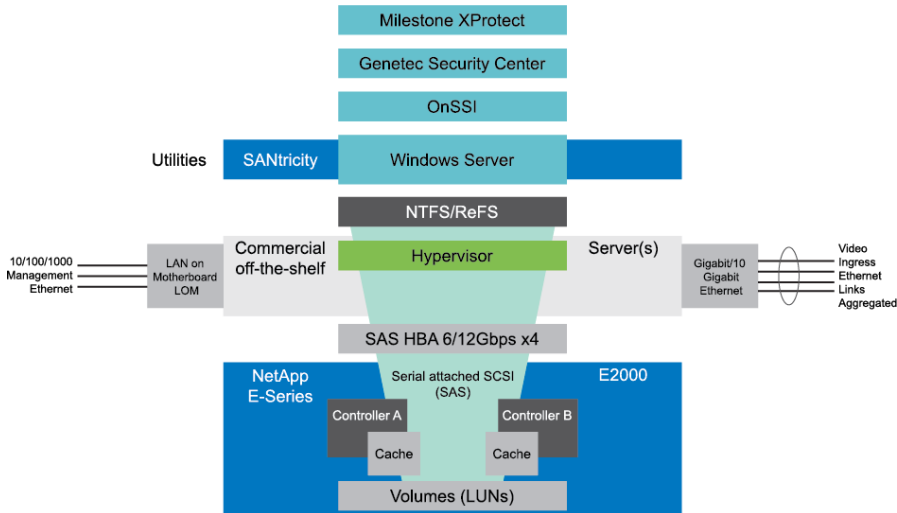 Milestone XProtect
Genetec Security Center
OnSSI
Utilities
SANtricity
Windows Server
NTFS/ReFS
Commercial
off-the-shelf
Hypervisor
Server(s)
10/100/1000
Management
Ethernet
LAN on
Motherboard
LOM
Gigabit/10
Gigabit
Ethernet
Video
Ingress
Ethernet
Links
Aggregated
SAS HBA 6/12Gbps x4
NetApp
E-Series
Serial attached SCSI
(SAS)
E2000
Controller A
Cache
Controller B
Cache
Volumes (LUNs)